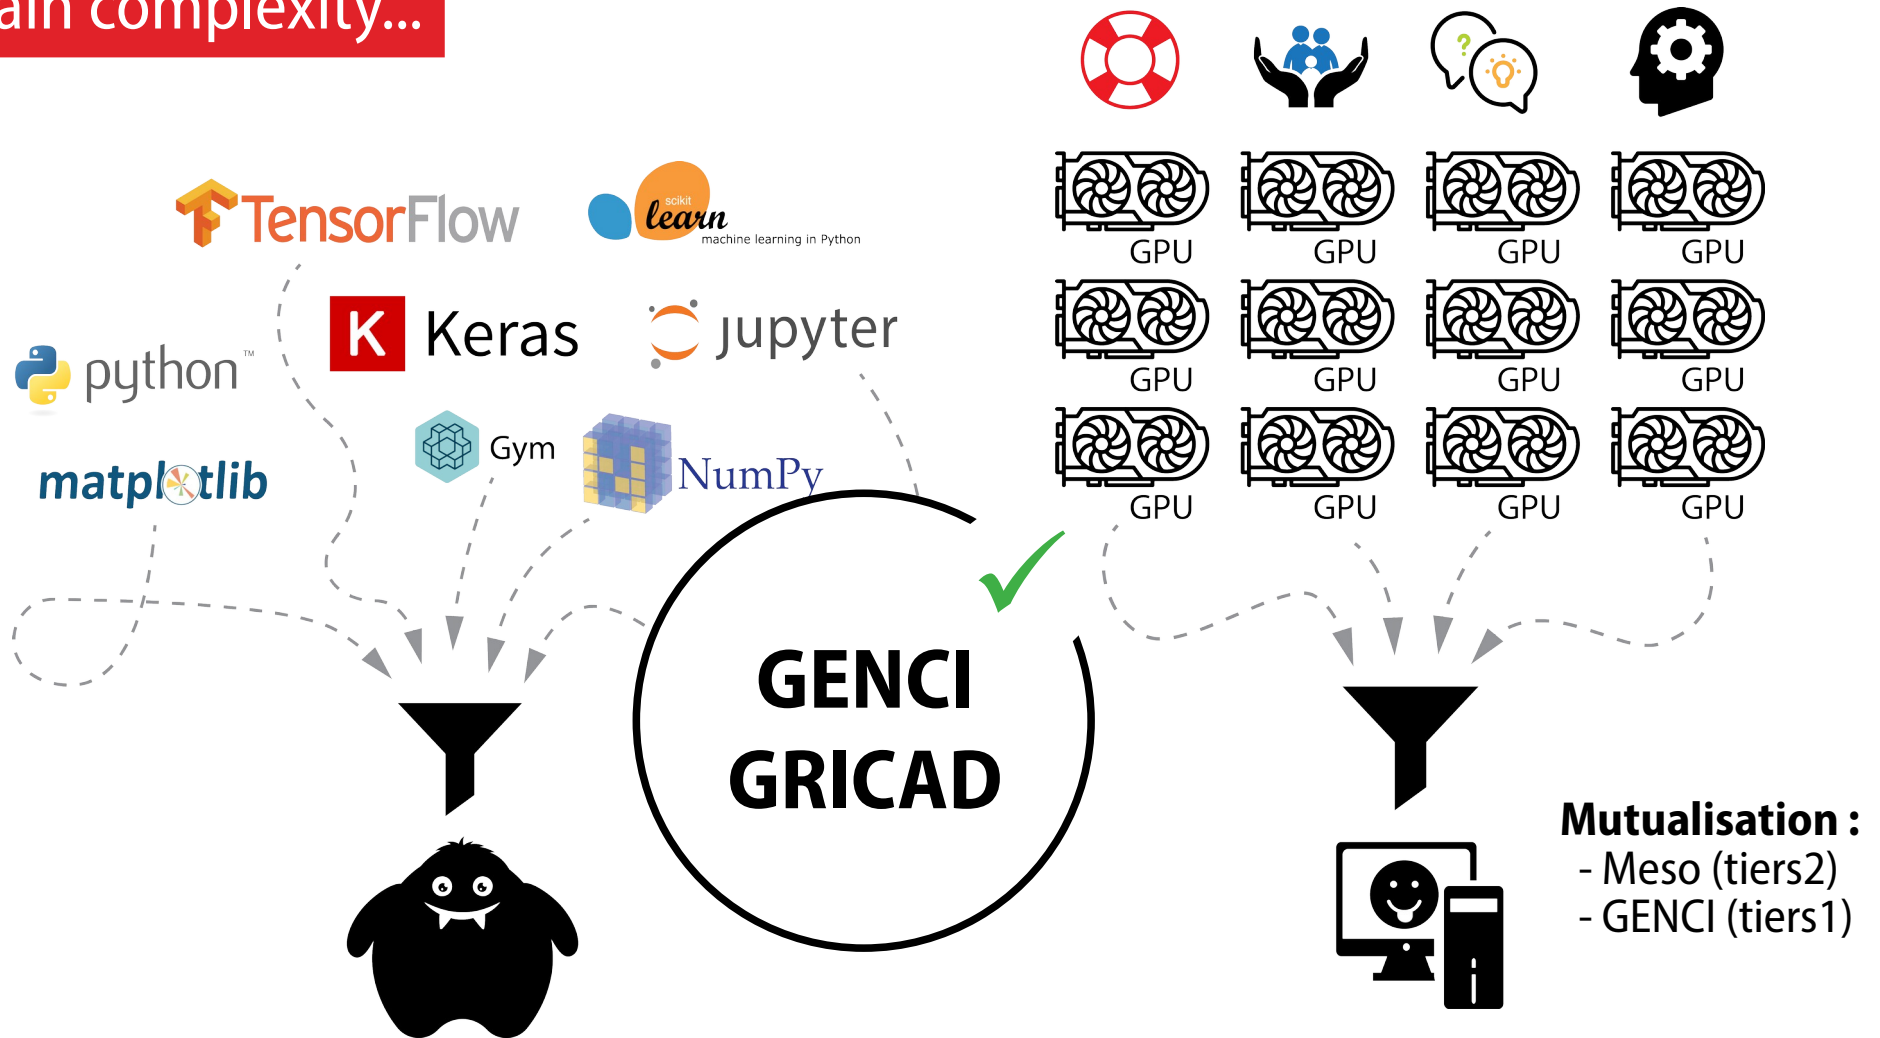 ain complexity...
TensorFlow
scikit
learn
machine learning in Python
K Keras
jupyter
python™
Gym
NumPy
matplotlib
GPU GPU GPU GPU
GPU GPU GPU GPU
GPU GPU GPU GPU
?
GENCI
GRICAD
Mutualisation :
- Meso (tiers2)
- GENCI (tiers1)